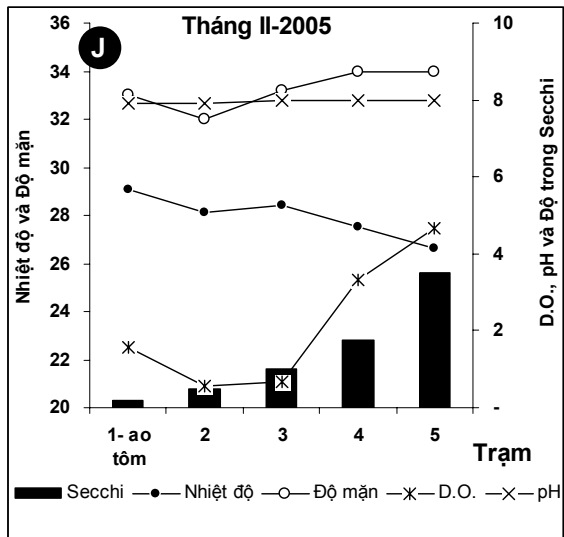 J
Tháng II-2005
Nhiệt độ và Độ mặn
36
34
32
30
28
26
24
22
20
10
8
6
4
2
-
D.O., pH và Độ trong Secchi
1- ao tôm
2
3
4
5
Trạm
Secchi
Nhiệt độ
Độ mặn
D.O.
pH